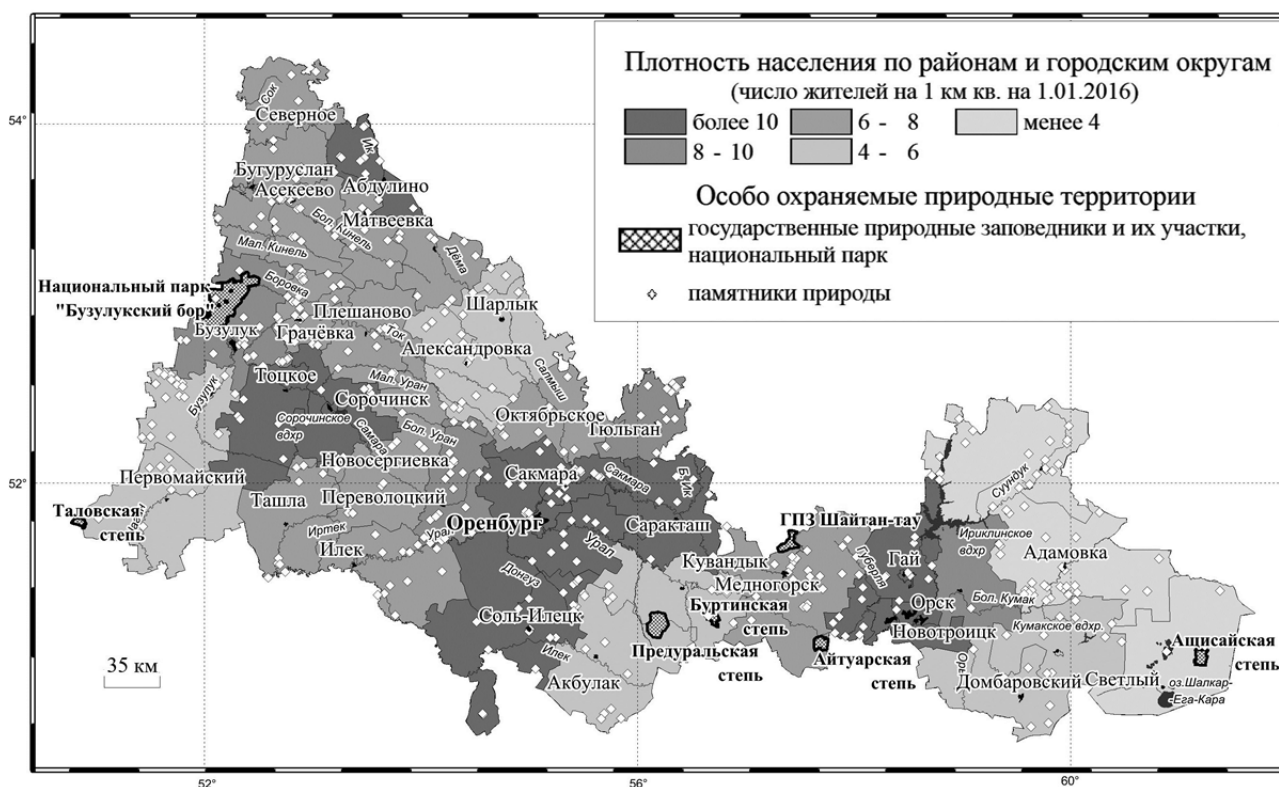 Плотность населения по районам и городским округам
(число жителей на 1 км кв. на 1.01.2016)
более 10
6 - 8
менее 4
8 - 10
4 - 6
Особо охраняемые природные территории
государственные природные заповедники и их участки,
национальный парк
памятники природы
54°
52°
Сок
Северное
Ик
Бугуруслан
Асекеево
Абдулино
Матвеевка
Бол. Кинель
Мал. Кинель
Дёма
Национальный парк
"Бузулукский бор"
Боровка
Бузулук
Плешаново
Шарлык
Грачёвка
Ток
Александровка
Тоцкое
Мал. Уран
Салмыш
Бузулук
Сорочинск
Октябрьское
Тюльган
Сорочинское
вдхр
Самара
Бол. Уран
Новосергиевка
Сакмара
Сакмара
Б. Ик
Первомайский
Ташла
Переволоцкий
Таловская
степь
Чаган
Оренбург
Саракташ
Иртек
Урал
Илек
Урал
ГПЗ Шайтан-тау
Суундук
Ириклинское
вдхр
Адамовка
Кувандык
Губерля
Гай
Медногорск
Донгуз
Соль-Илецк
Буртинская
степь
Орск
Бол. Кумак
Новотроицк
Кумакское вдхр.
Предуральская
степь
Айтуарская
степь
Ашисайская
степь
Илек
Акбулак
Орь
Домбаровский
Светлый
оз.Шалкар-
-Ега-Кара
35 км
52°
56°
60°